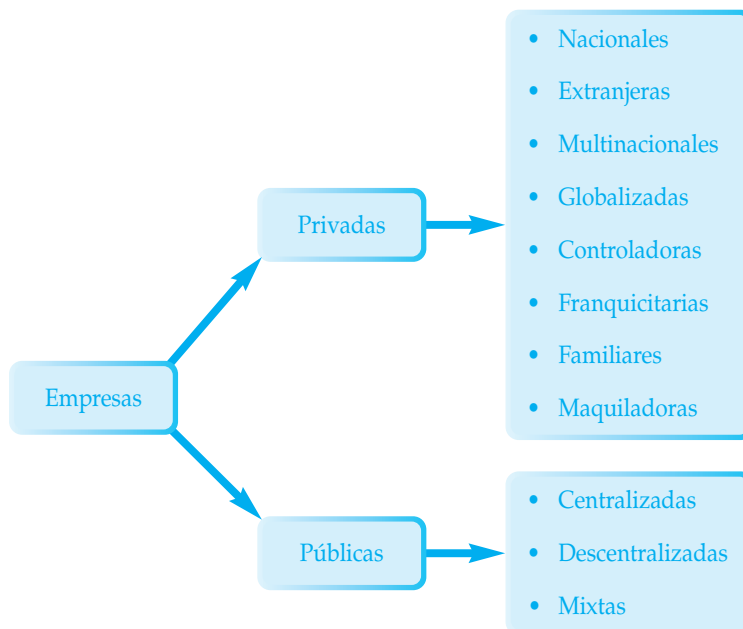 Empresas
Privadas
• Nacionales
• Extranjeras
• Multinacionales
• Globalizadas
• Controladoras
• Franquicitarias
• Familiares
• Maquiladoras
Públicas
• Centralizadas
• Descentralizadas
• Mixtas